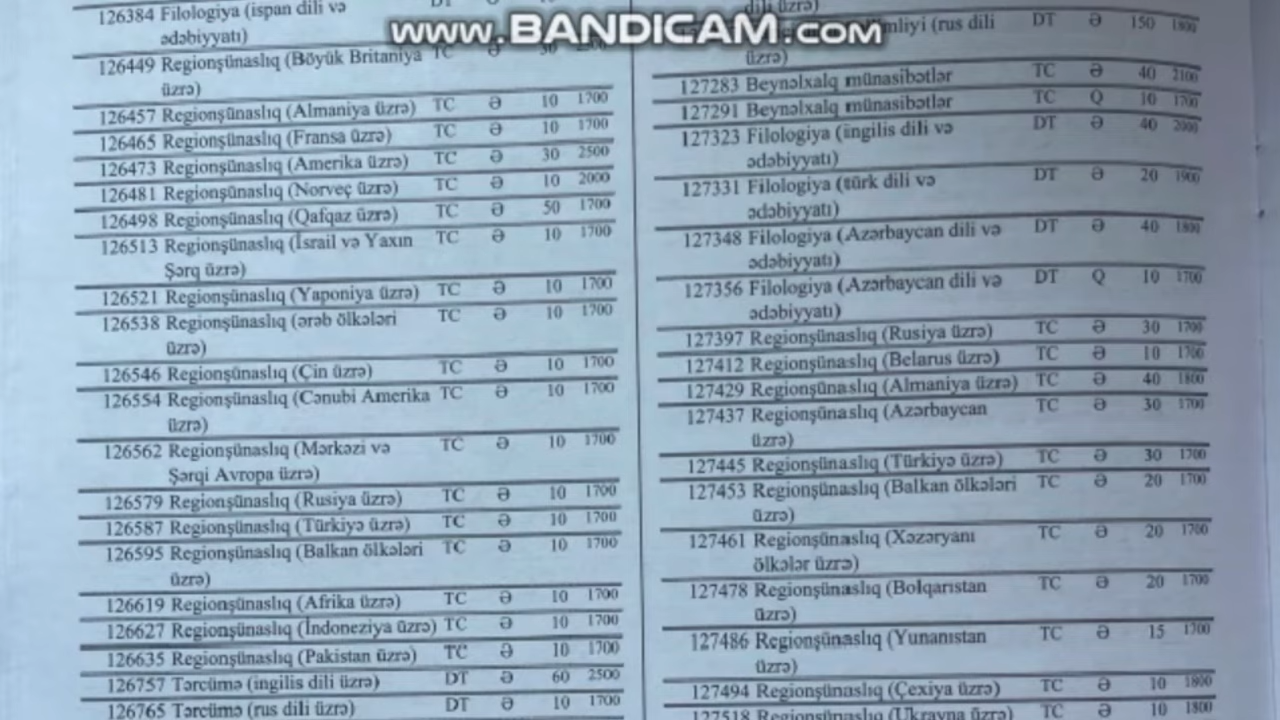 www.BANDICAM.com
126384 Filologiya (ispan dili və DT Ə
ədəbiyyatı)
126449 Regionşünaslıq (Böyük Britaniya TC Ə 30
üzrə)
126457 Regionşünaslıq (Almaniya üzrə) TC Ə 10 1700
126465 Regionşünaslıq (Fransa üzrə) TC Ə 10 1700
126473 Regionşünaslıq (Amerika üzrə) TC Ə 30 2500
126481 Regionşünaslıq (Norveç üzrə) TC Ə 10 2000
126498 Regionşünaslıq (Qafqaz üzrə) TC Ə 50 1700
126513 Regionşünaslıq (İsrail və Yaxın TC Ə 10 1700
Şərq üzrə)
126521 Regionşünaslıq (Yaponiya üzrə) TC Ə 10 1700
126538 Regionşünaslıq (ərəb ölkələri TC Ə 10 1700
üzrə)
126546 Regionşünaslıq (Çin üzrə) TC Ə 10 1700
126554 Regionşünaslıq (Cənubi Amerika TC Ə 10 1700
üzrə)
126562 Regionşünaslıq (Mərkəzi və TC Ə 10 1700
Şərqi Avropa üzrə)
126579 Regionşünaslıq (Rusiya üzrə) TC Ə 10 1700
126587 Regionşünaslıq (Türkiyə üzrə) TC Ə 10 1700
126595 Regionşünaslıq (Balkan ölkələri TC Ə 10 1700
üzrə)
126619 Regionşünaslıq (Afrika üzrə) TC Ə 10 1700
126627 Regionşünaslıq (İndoneziya üzrə) TC Ə 10 1700
126635 Regionşünaslıq (Pakistan üzrə) TC Ə 10 1700
126757 Tərcümə (ingilis dili üzrə) DT Ə 60 2500
126765 Tərcümə (rus dili üzrə) DT Ə 10 1700
dili üzrə)
(rus dili DT Ə 150 1800
üzrə)
127283 Beynəlxalq münasibətlər TC Ə 40 2100
127291 Beynəlxalq münasibətlər TC Q 10 1700
127323 Filologiya (ingilis dili və DT Ə 40 2000
ədəbiyyatı)
127331 Filologiya (türk dili və DT Ə 20 1900
ədəbiyyatı)
127348 Filologiya (Azərbaycan dili və DT Ə 40 1800
ədəbiyyatı)
127356 Filologiya (Azərbaycan dili və DT Q 10 1700
ədəbiyyatı)
127397 Regionşünaslıq (Rusiya üzrə) TC Ə 30 1700
127412 Regionşünaslıq (Belarus üzrə) TC Ə 10 1700
127429 Regionşünaslıq (Almaniya üzrə) TC Ə 40 1800
127437 Regionşünaslıq (Azərbaycan TC Ə 30 1700
üzrə)
127445 Regionşünaslıq (Türkiyə üzrə) TC Ə 30 1700
127453 Regionşünaslıq (Balkan ölkələri TC Ə 20 1700
üzrə)
127461 Regionşünaslıq (Xəzəryanı TC Ə 20 1700
ölkələr üzrə)
127478 Regionşünaslıq (Bolqarıstan TC Ə 20 1700
üzrə)
127486 Regionşünaslıq (Yunanıstan TC Ə 15 1700
üzrə)
127494 Regionşünaslıq (Çexiya üzrə) TC Ə 10 1800
127518 Regionşünaslıq (Ukrayna üzrə) TC Ə 10 1800